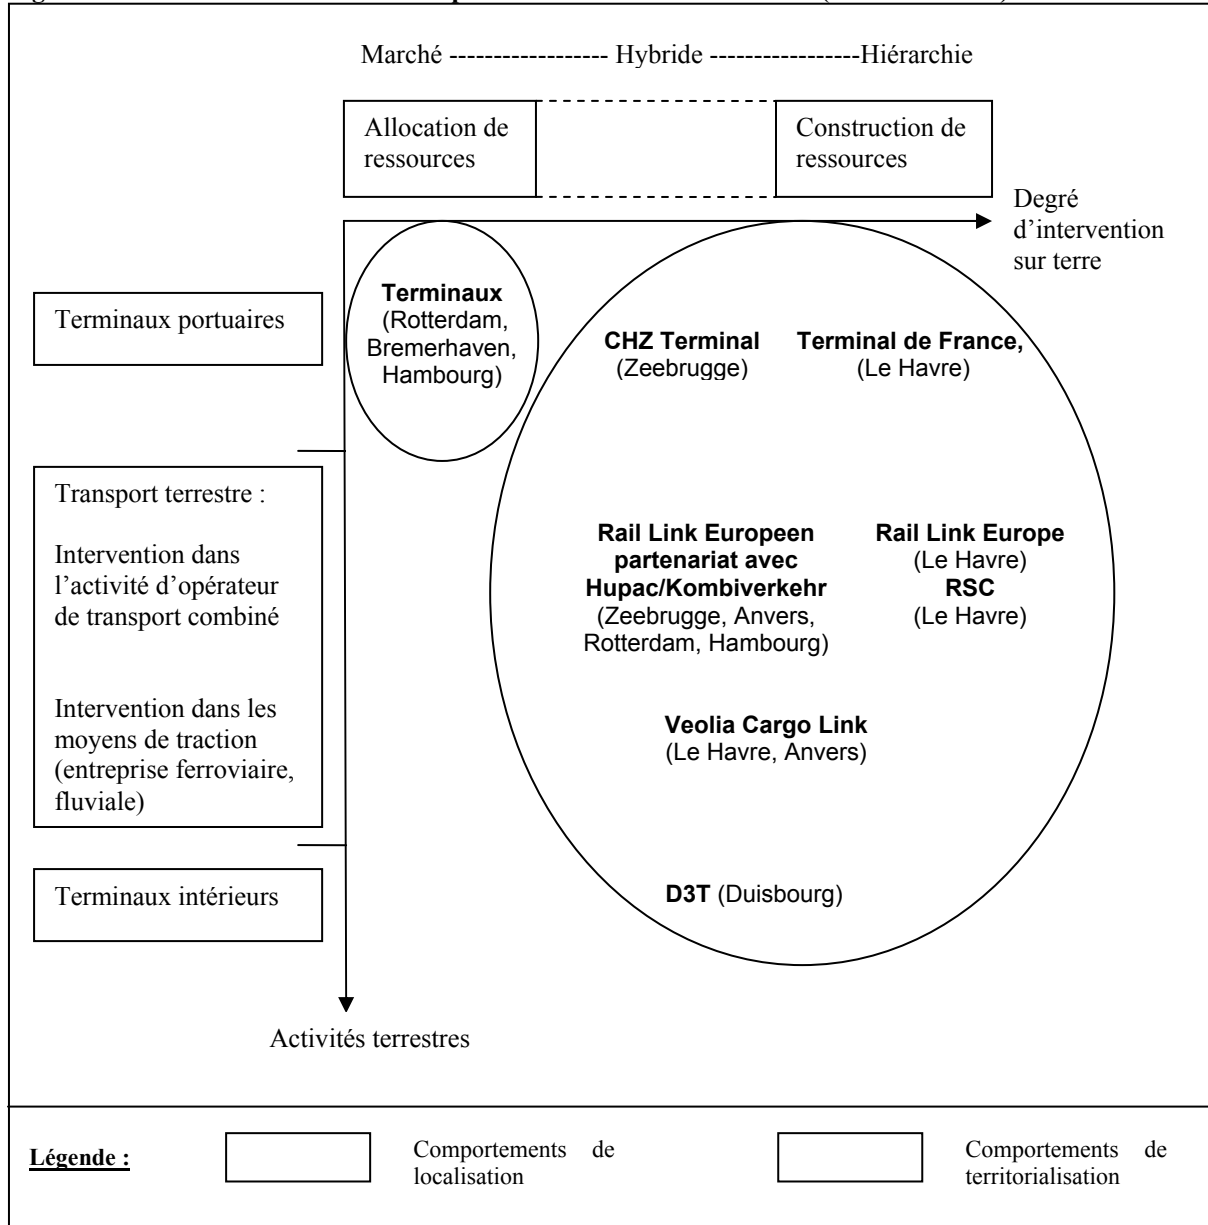 Marché ------------------ Hybride -----------------Hiérarchie
Allocation de
ressources
Construction de
ressources
Degré
d’intervention
sur terre
Terminaux portuaires
Terminaux
(Rotterdam,
Bremerhaven,
Hambourg)
CHZ Terminal
(Zeebrugge)
Terminal de France,
(Le Havre)
Transport terrestre :
Intervention dans
l’activité d’opérateur
de transport combiné
Intervention dans les
moyens de traction
(entreprise ferroviaire,
fluviale)
Rail Link Europeen
partenariat avec
Hupac/Kombiverkehr
(Zeebrugge, Anvers,
Rotterdam, Hambourg)
Rail Link Europe
(Le Havre)
RSC
(Le Havre)
Veolia Cargo Link
(Le Havre, Anvers)
Terminaux intérieurs
D3T (Duisbourg)
Activités terrestres
Légende :
Comportements de
localisation
Comportements de
territorialisation